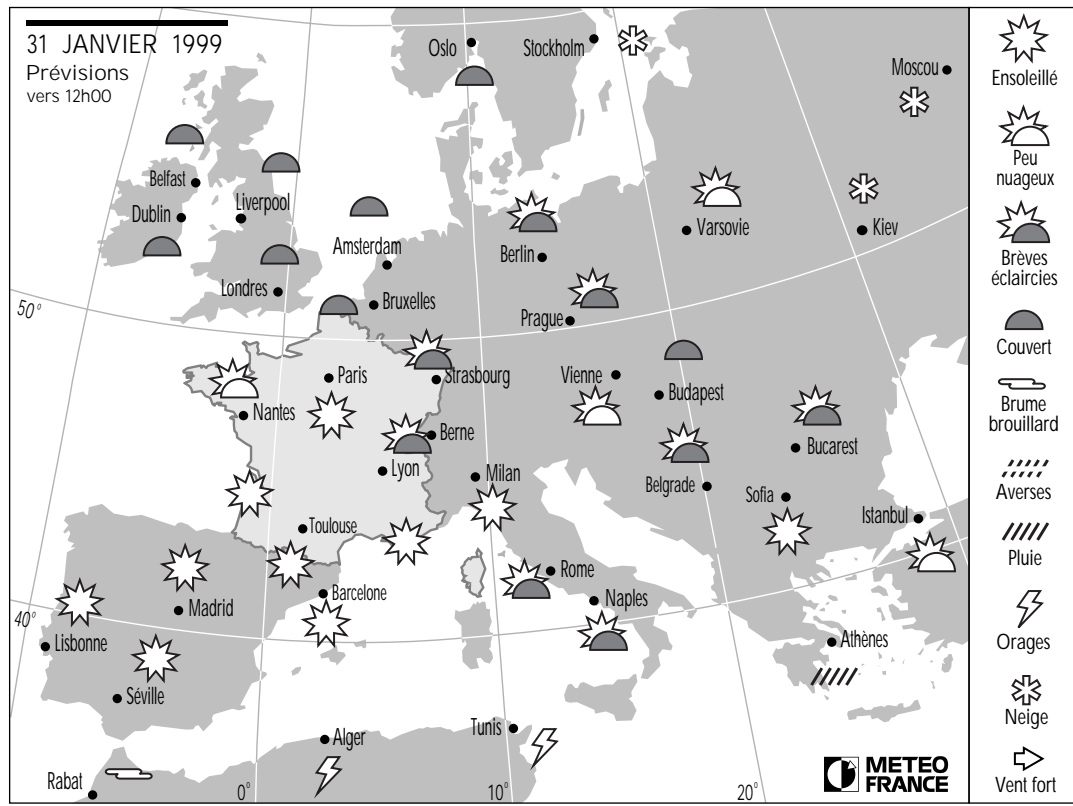 31 JANVIER 1999
Prévisions
vers 12h00
Oslo
Stockholm
Moscou
Belfast
Dublin
Liverpool
Amsterdam
Berlin
Varsovie
Kiev
Londres
Bruxelles
50°
Prague
Paris
Strasbourg
Vienne
Budapest
Nantes
Berne
Bucarest
Lyon
Milan
Belgrade
Sofia
Istanbul
Toulouse
Barcelone
Rome
Naples
Madrid
40°
Lisbonne
Athènes
Séville
Alger
Tunis
Rabat
0°
10°
20°
METEO
FRANCE
Ensoleillé
Peu
nuageux
Brèves
éclaircies
Couvert
Brume
brouillard
Averses
Pluie
Orages
Neige
Vent fort